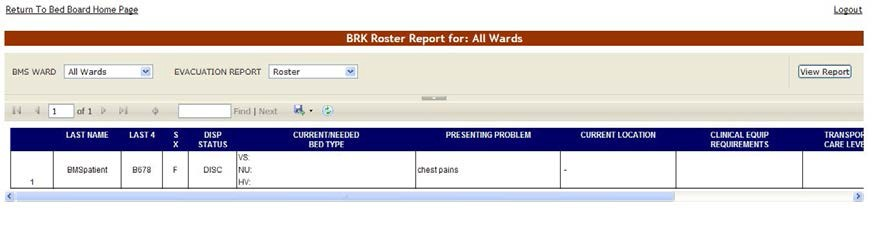 Return To Bed Board Home Page Logout
BRK Roster Report for: All Wards
BMS WARD All Wards EVACUATION REPORT Roster View Report
1 of 1 Find | Next
LAST NAME LAST 4 S X DISP STATUS CURRENT/NEEDED BED TYPE PRESENTING PROBLEM CURRENT LOCATION CLINICAL EQUIP REQUIREMENTS TRANSPOR CARE LEVE
VS:
BMSpatient B678 F DISC NU: chest pains -
1 HV: